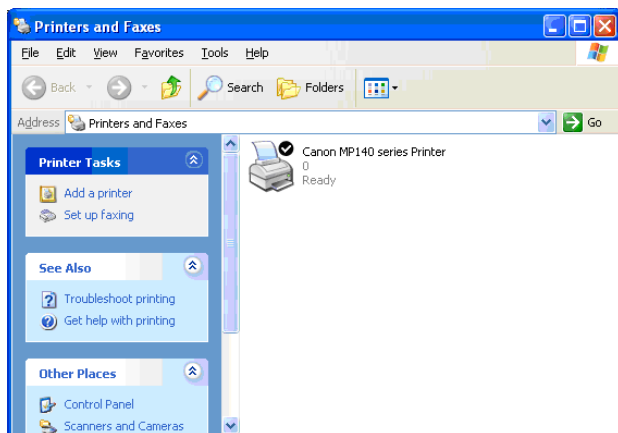 Printers and Faxes
File Edit View Favorites Tools Help
Back Search Folders
Address Printers and Faxes Go
Printer Tasks
Add a printer
Set up faxing
See Also
Troubleshoot printing
Get help with printing
Other Places
Control Panel
Scanners and Cameras
Canon MP140 series Printer
0
Ready